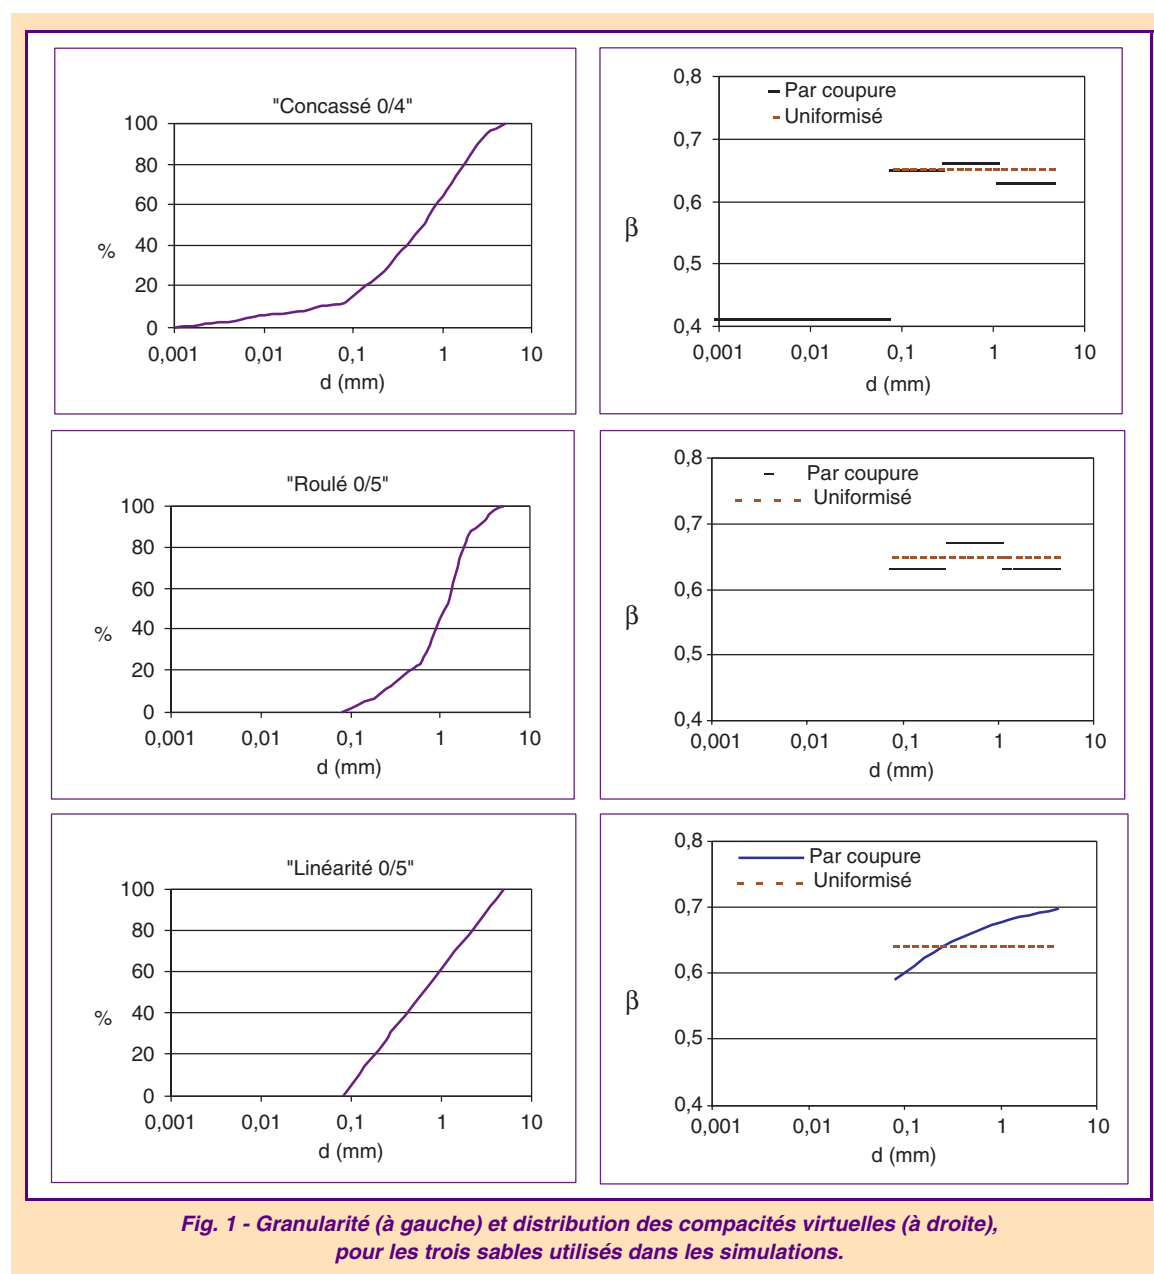 "Concassé 0/4"
100
80
60
% 40
20
0
0,001 0,01 0,1 1 10
d (mm)
0,8
Par coupure
Uniformisé
0,7
0,6
β
0,5
0,4
0,001 0,01 0,1 1 10
d (mm)
"Roulé 0/5"
100
80
60
% 40
20
0
0,001 0,01 0,1 1 10
d (mm)
0,8
Par coupure
Uniformisé
0,7
0,6
β
0,5
0,4
0,001 0,01 0,1 1 10
d (mm)
"Linéarité 0/5"
100
80
60
% 40
20
0
0,001 0,01 0,1 1 10
d (mm)
0,8
Par coupure
Uniformisé
0,7
0,6
β
0,5
0,4
0,001 0,01 0,1 1 10
d (mm)
Fig. 1 - Granularité (à gauche) et distribution des compacités virtuelles (à droite),
pour les trois sables utilisés dans les simulations.